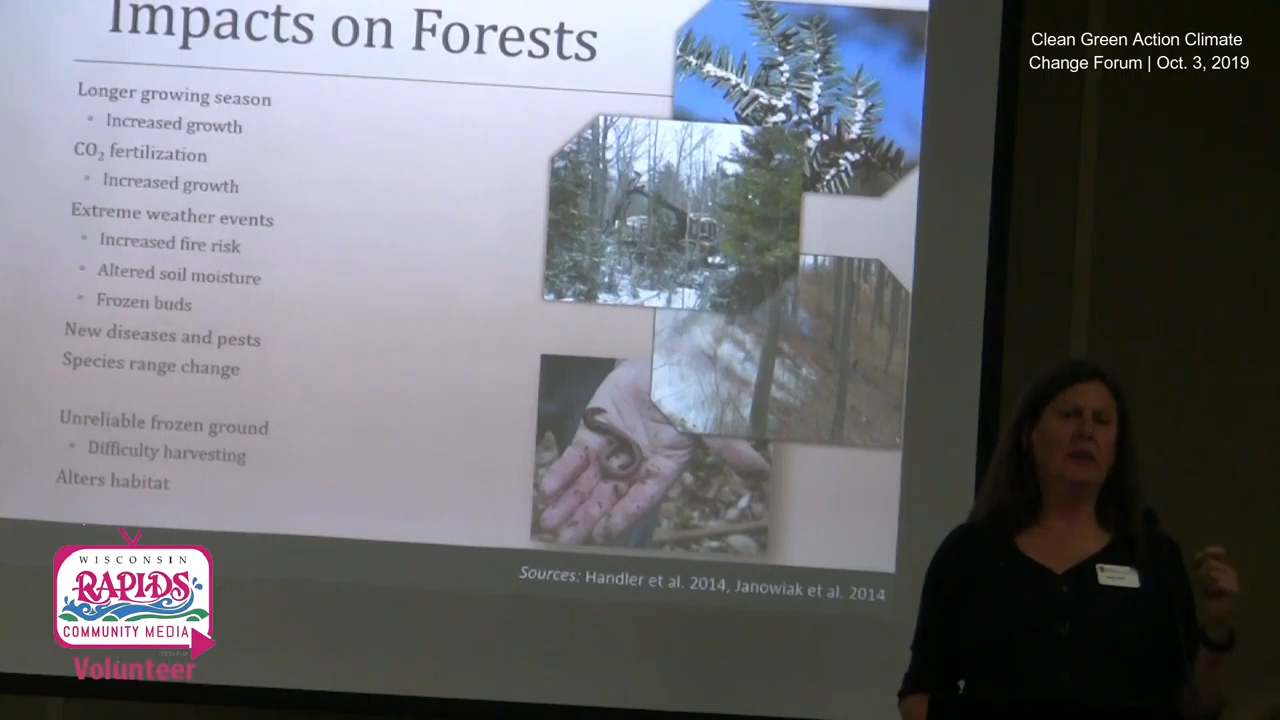 Impacts on Forests
Longer growing season
• Increased growth
CO₂ fertilization
• Increased growth
Extreme weather events
• Increased fire risk
• Altered soil moisture
• Frozen buds
New diseases and pests
Species range change
Unreliable frozen ground
• Difficulty harvesting
Alters habitat
Sources: Handler et al. 2014, Janowiak et al. 2014
Clean Green Action Climate
Change Forum | Oct. 3, 2019
WISCONSIN
RAPIDS
COMMUNITY MEDIA
Volunteer